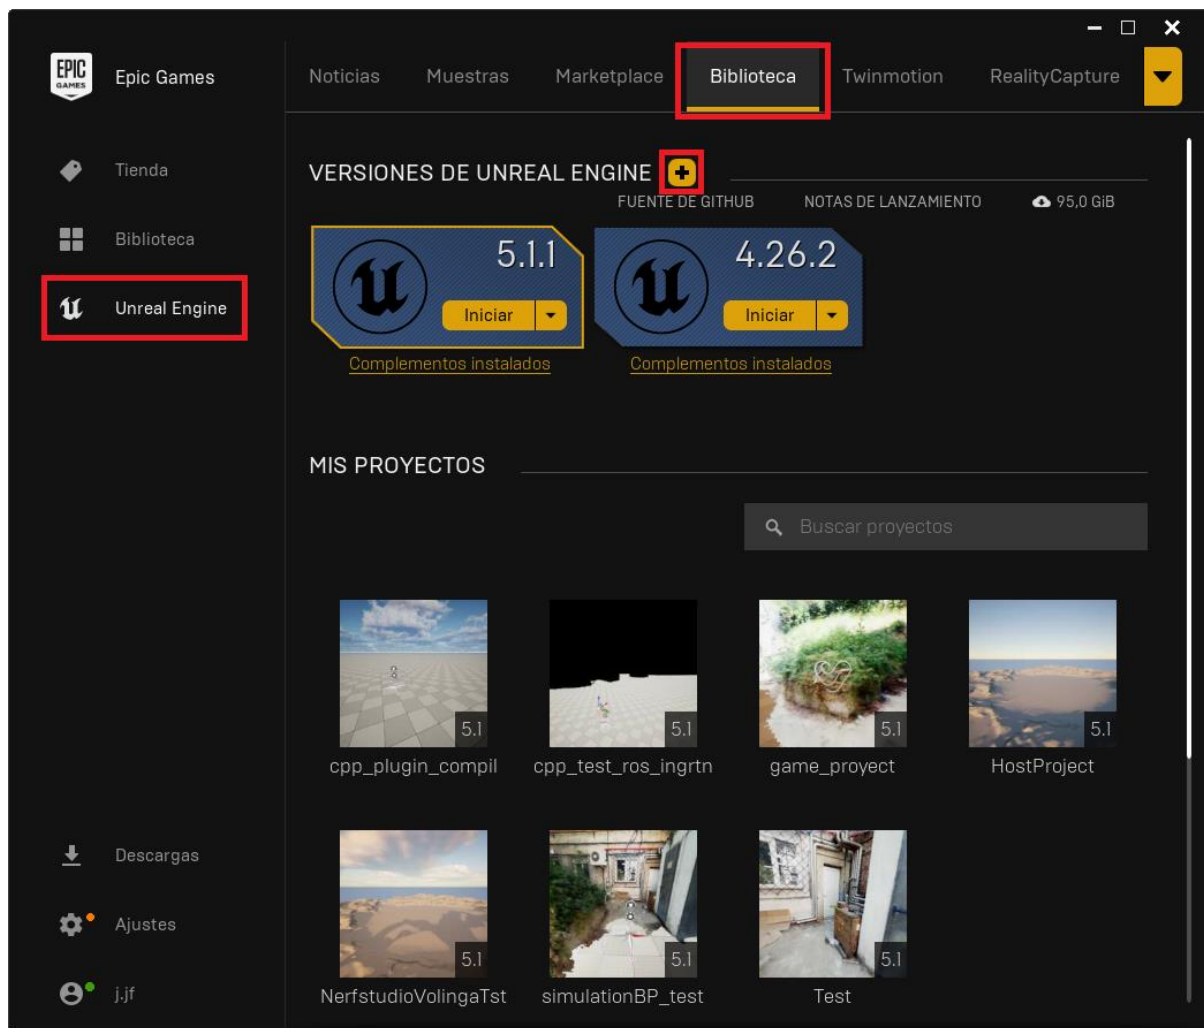 EPIC GAMES
Epic Games
Noticias Muestras Marketplace Biblioteca Twinmotion RealityCapture
Tienda
Biblioteca
Unreal Engine
VERSIONES DE UNREAL ENGINE
FUENTE DE GITHUB NOTAS DE LANZAMIENTO 95,0 GiB
5.1.1 4.26.2
Iniciar Iniciar
Complementos instalados Complementos instalados
MIS PROYECTOS
Buscar proyectos
5.1 5.1 5.1 5.1
cpp_plugin_compil cpp_test_ros_ingrtn game_proyect HostProject
5.1 5.1 5.1
NerfstudioVolingaTst simulationBP_test Test
Descargas
Ajustes
j.jf